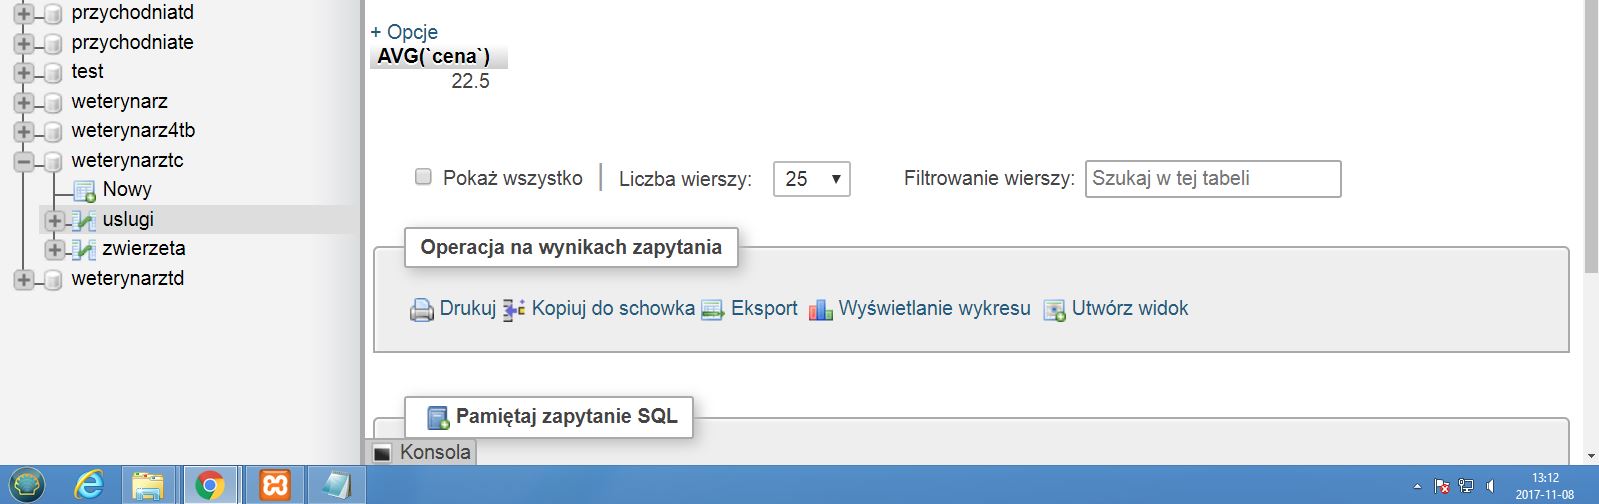 przychodniatd
przychodniate
test
weterynarz
weterynarz4tb
weterynarztc
Nowy
uslugi
zwierzeta
weterynarztd
+ Opcje
AVG(`cena`)
22.5
Pokaż wszystko Liczba wierszy: 25 Filtrowanie wierszy: Szukaj w tej tabeli
Operacja na wynikach zapytania
Drukuj Kopiuj do schowka Eksport Wyświetlanie wykresu Utwórz widok
Pamiętaj zapytanie SQL
Konsola
13:12
2017-11-08